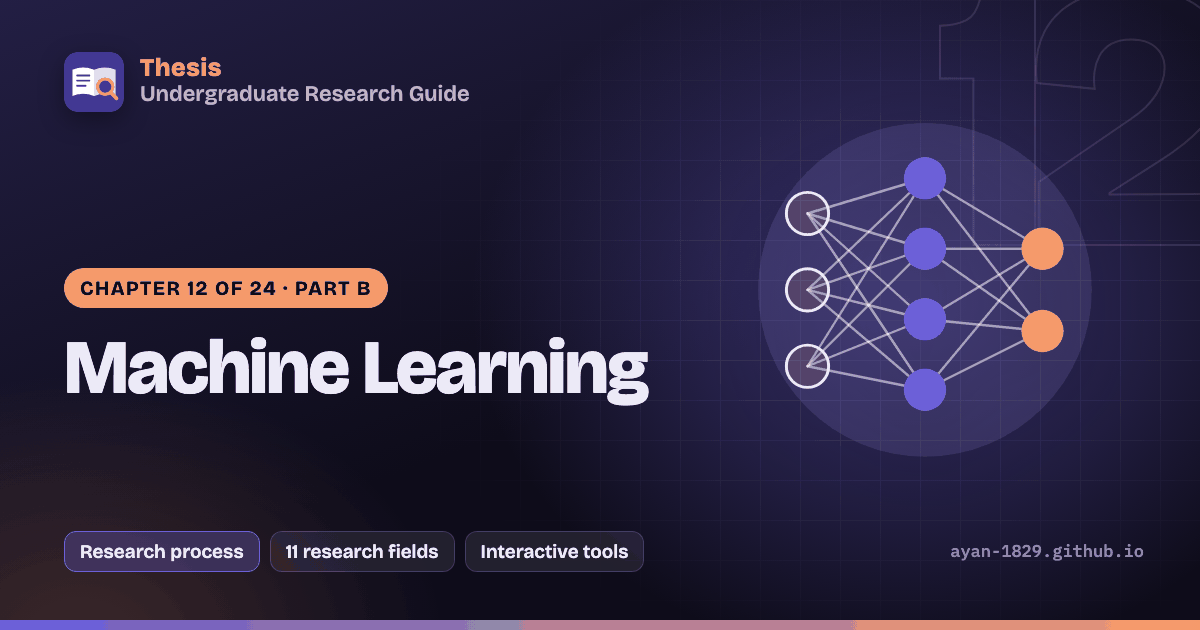 Thesis
Undergraduate Research Guide
12
CHAPTER 12 OF 24 · PART B
Machine Learning
Research process
11 research fields
Interactive tools
ayan-1829.github.io